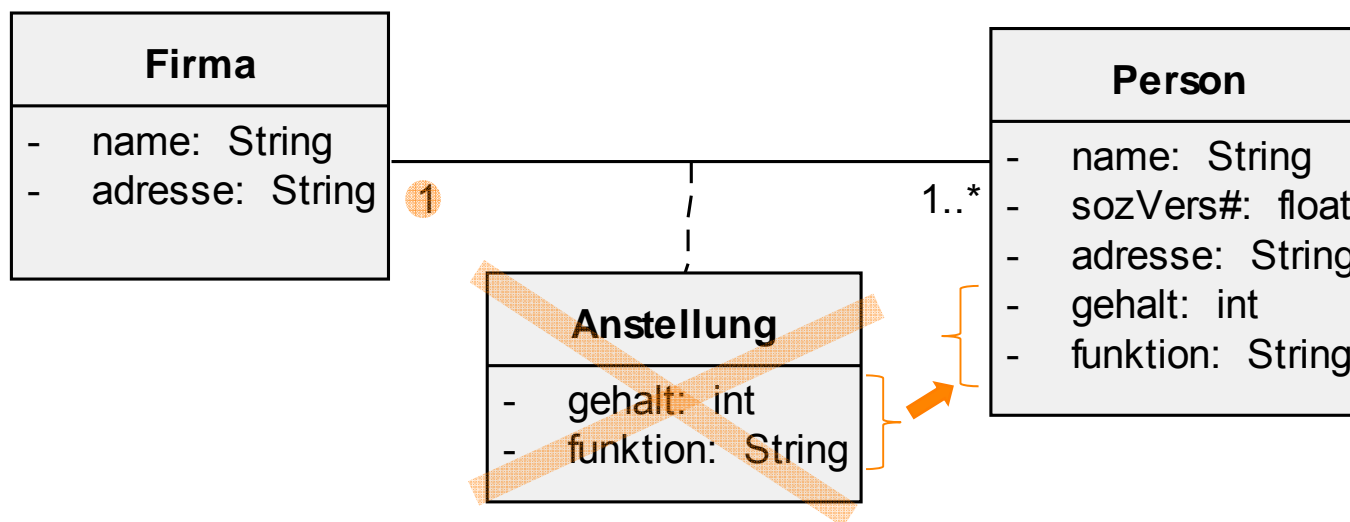 Firma
- name: String
- adresse: String
1
1..*
Person
- name: String
- sozVers#: float
- adresse: String
- gehalt: int
- funktion: String
Anstellung
- gehalt: int
- funktion: String